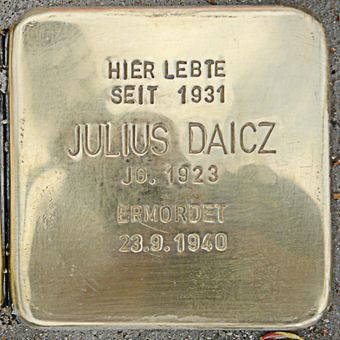 HIER LEBTE
SEIT 1931
JULIUS DAICZ
JG. 1923
ERMORDET
23.9.1940